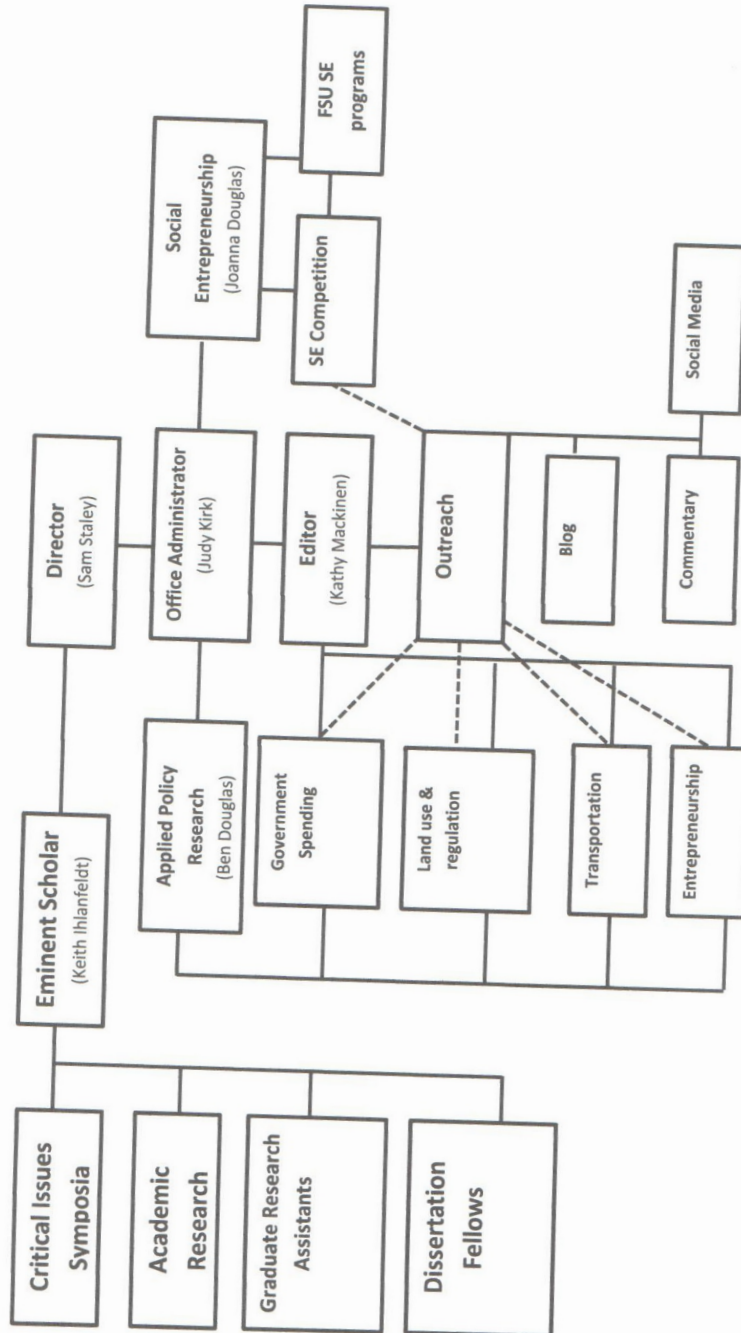 Eminent Scholar
(Keith Ihlanfeldt)
Director
(Sam Staley)
Critical Issues
Symposia
Academic
Research
Graduate Research
Assistants
Dissertation
Fellows
Applied Policy
Research
(Ben Douglas)
Office Administrator
(Judy Kirk)
Social
Entrepreneurship
(Joanna Douglas)
Government
Spending
Editor
(Kathy Mackinen)
SE Competition
FSU SE
programs
Land use &
regulation
Outreach
Transportation
Blog
Entrepreneurship
Commentary
Social Media